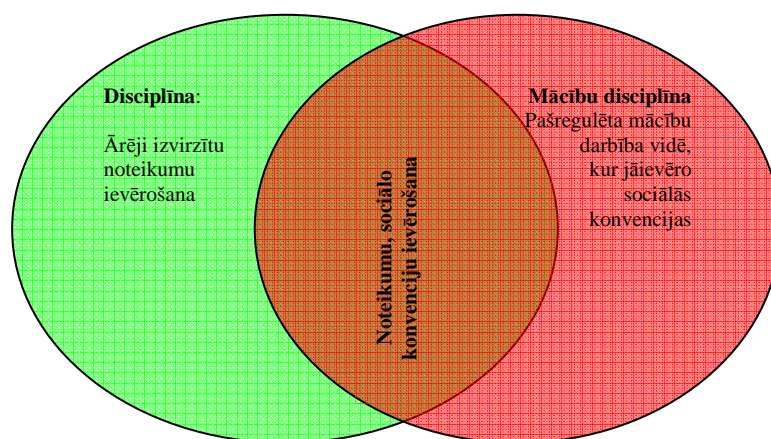 Disciplīna:
Ārēji izvirzītu
noteikumu
ievērošana
Noteikumu, sociālo
konvenciju ievērošana
Mācību disciplīna
Pašregulēta mācību
darbība vidē,
kur jāievēro
sociālās
konvencijas